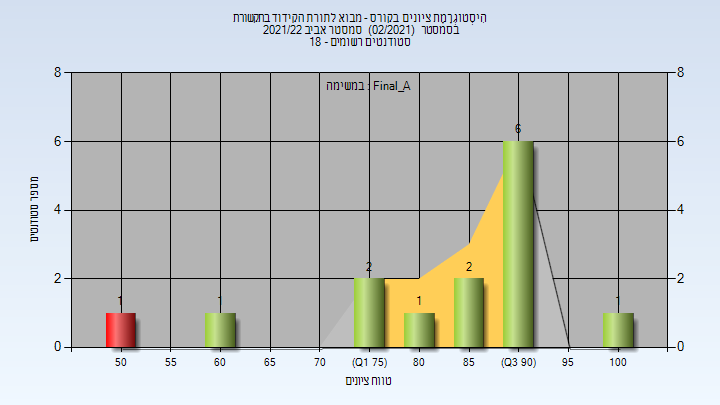 היסטוגרמת ציונים בקורס - מבוא לתורת הקידוד בתקשורת
בסמסטר (02/2021) סמסטר אביב 2021/22
סטודנטים רשומים - 18
במשימה : Final_A
8 8
6 6
4 4
2 2
0 0
מספר סטודנטים
1 1 2 1 2 6 1
50 55 60 65 70 (Q1 75) 80 85 (Q3 90) 95 100
טווח ציונים